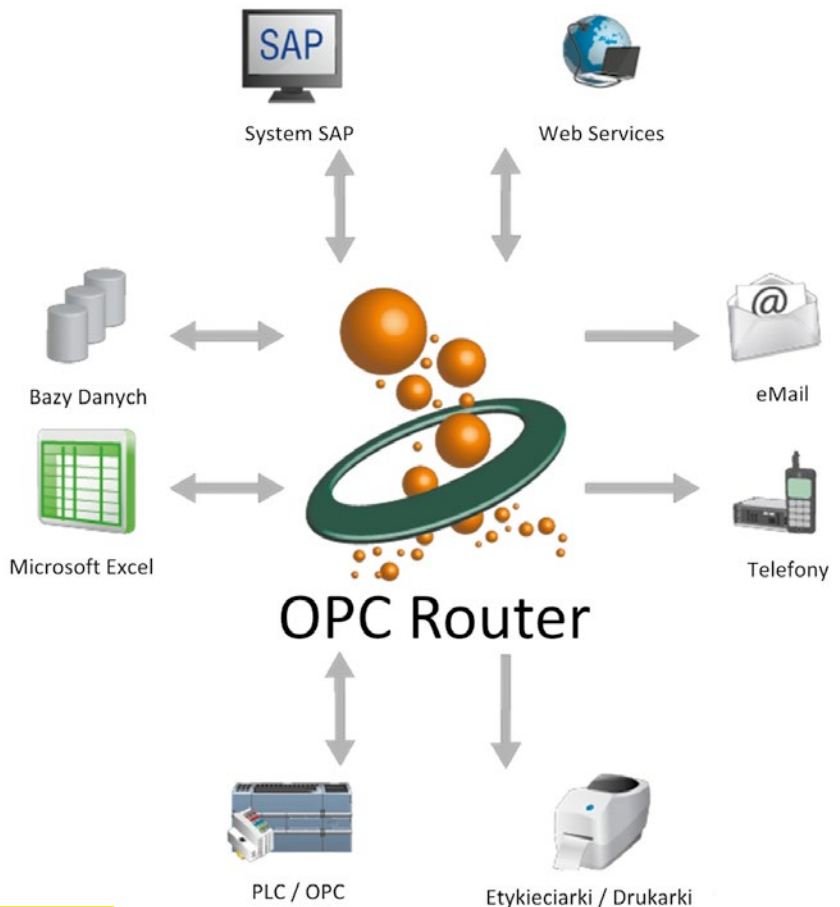 SAP
System SAP
Web Services
Bazy Danych
@
eMail
Microsoft Excel
Telefony
OPC Router
PLC / OPC
Etykieciarki / Drukarki